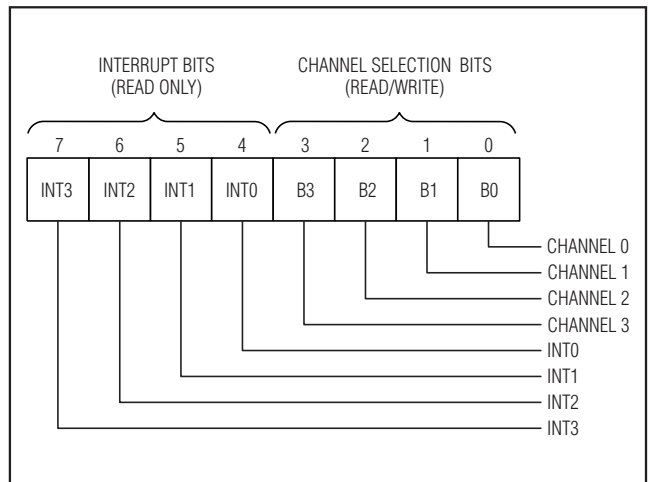 INTERRUPT BITS
(READ ONLY)
CHANNEL SELECTION BITS
(READ/WRITE)
7 6 5 4 3 2 1 0
INT3 INT2 INT1 INT0 B3 B2 B1 B0
CHANNEL 0
CHANNEL 1
CHANNEL 2
CHANNEL 3
INT0
INT1
INT2
INT3